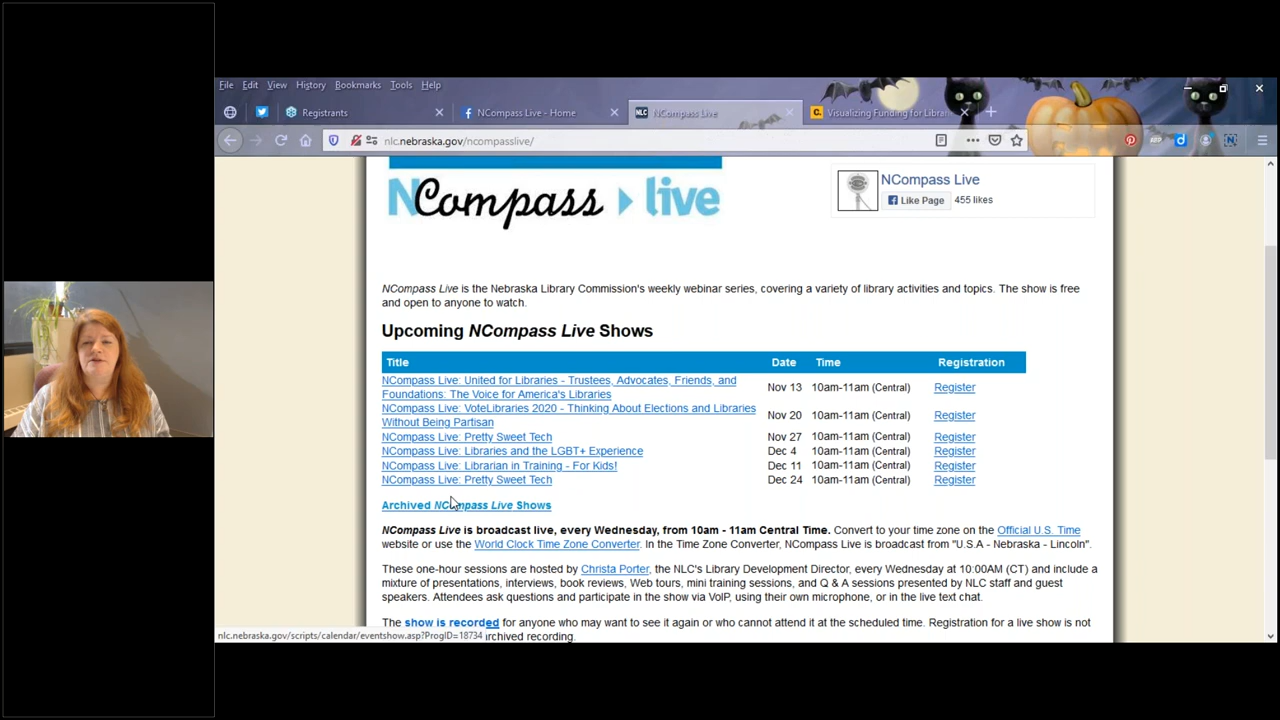 File Edit View History Bookmarks Tools Help
Registrants NCompass Live - Home NLC NCompass Live C. Visualizing Funding for Librar
nlc.nebraska.gov/ncompasslive/
NCompass live
NCompass Live
Like Page 455 likes
NCompass Live is the Nebraska Library Commission's weekly webinar series, covering a variety of library activities and topics. The show is free
and open to anyone to watch.
Upcoming NCompass Live Shows
Title Date Time Registration
NCompass Live: United for Libraries - Trustees, Advocates, Friends, and
Foundations: The Voice for America's Libraries Nov 13 10am-11am (Central) Register
NCompass Live: VoteLibraries 2020 - Thinking About Elections and Libraries
Without Being Partisan Nov 20 10am-11am (Central) Register
NCompass Live: Pretty Sweet Tech Nov 27 10am-11am (Central) Register
NCompass Live: Libraries and the LGBT+ Experience Dec 4 10am-11am (Central) Register
NCompass Live: Librarian in Training - For Kids! Dec 11 10am-11am (Central) Register
NCompass Live: Pretty Sweet Tech Dec 24 10am-11am (Central) Register
Archived NCompass Live Shows
NCompass Live is broadcast live, every Wednesday, from 10am - 11am Central Time. Convert to your time zone on the Official U.S. Time
website or use the World Clock Time Zone Converter. In the Time Zone Converter, NCompass Live is broadcast from "U.S.A - Nebraska - Lincoln".
These one-hour sessions are hosted by Christa Porter, the NLC's Library Development Director, every Wednesday at 10:00AM (CT) and include a
mixture of presentations, interviews, book reviews, Web tours, mini training sessions, and Q & A sessions presented by NLC staff and guest
speakers. Attendees ask questions and participate in the show via VoIP, using their own microphone, or in the live text chat.
The show is recorded for anyone who may want to see it again or who cannot attend it at the scheduled time. Registration for a live show is not
nlc.nebraska.gov/scripts/calendar/eventshow.asp?ProgID=18734 archived recording.